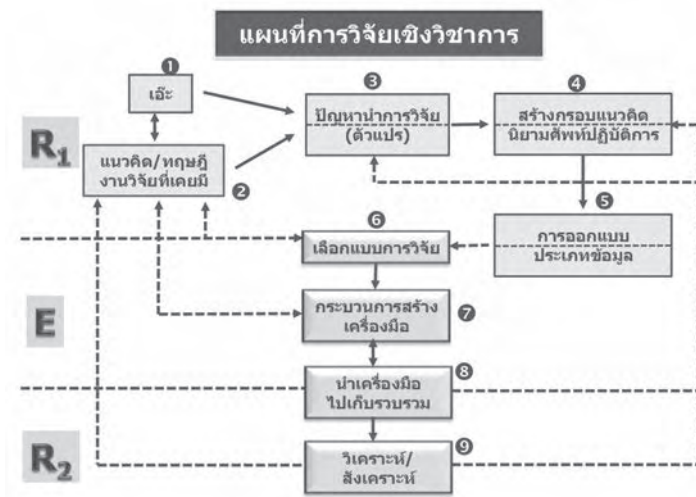 แผนที่การวิจัยเชิงวิชาการ
❶
เอ๊ะ
R1
แนวคิด/ทฤษฎี
งานวิจัยที่เคยมี
❷
❸
ปัญหานำการวิจัย
(ตัวแปร)
❹
สร้างกรอบแนวคิด
นิยามศัพท์ปฏิบัติการ
❺
การออกแบบ
ประเภทข้อมูล
❻
เลือกแบบการวิจัย
E
กระบวนการสร้าง
เครื่องมือ
❼
นำเครื่องมือ
ไปเก็บรวบรวม
❽
R2
วิเคราะห์/
สังเคราะห์
❾